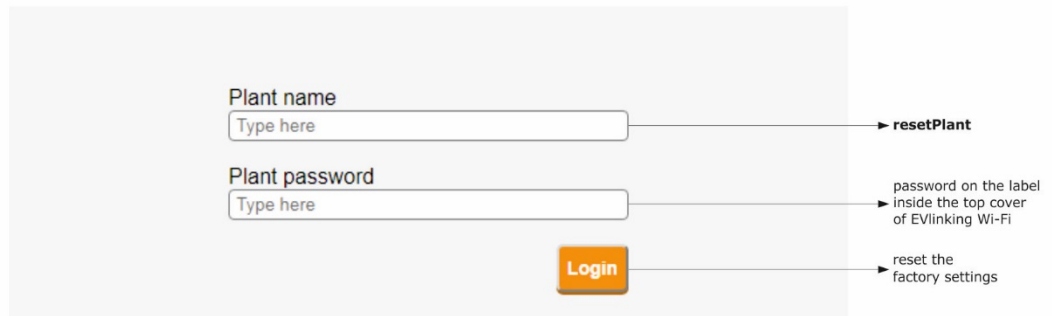 Plant name
Type here
resetPlant
Plant password
Type here
password on the label
inside the top cover
of EVlinking Wi-Fi
Login
reset the
factory settings